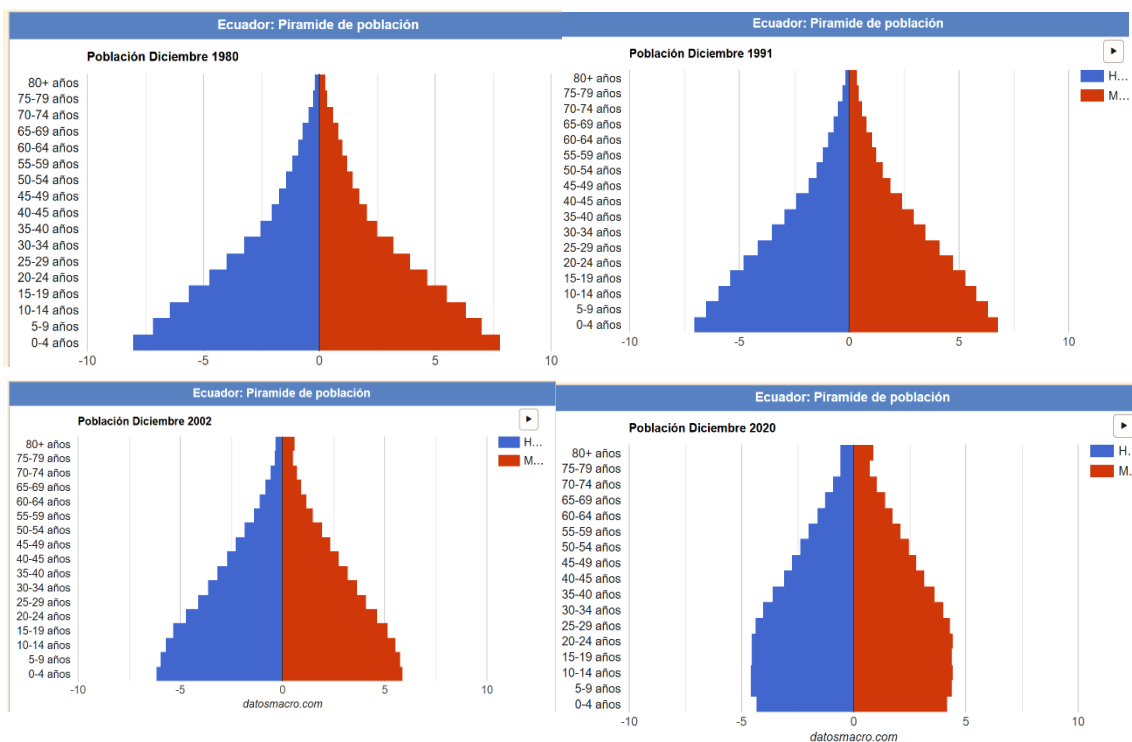 Ecuador: Piramide de población
Población Diciembre 1980
80+ años
75-79 años
70-74 años
65-69 años
60-64 años
55-59 años
50-54 años
45-49 años
40-45 años
35-40 años
30-34 años
25-29 años
20-24 años
15-19 años
10-14 años
5-9 años
0-4 años
-10 -5 0 5 10
Ecuador: Piramide de población
Población Diciembre 1991
H...
M...
80+ años
75-79 años
70-74 años
65-69 años
60-64 años
55-59 años
50-54 años
45-49 años
40-45 años
35-40 años
30-34 años
25-29 años
20-24 años
15-19 años
10-14 años
5-9 años
0-4 años
-10 -5 0 5 10
Ecuador: Piramide de población
Población Diciembre 2002
H...
M...
80+ años
75-79 años
70-74 años
65-69 años
60-64 años
55-59 años
50-54 años
45-49 años
40-45 años
35-40 años
30-34 años
25-29 años
20-24 años
15-19 años
10-14 años
5-9 años
0-4 años
-10 -5 0 5 10
datosmacro.com
Ecuador: Piramide de población
Población Diciembre 2020
H..
M.
80+ años
75-79 años
70-74 años
65-69 años
60-64 años
55-59 años
50-54 años
45-49 años
40-45 años
35-40 años
30-34 años
25-29 años
20-24 años
15-19 años
10-14 años
5-9 años
0-4 años
-10 -5 0 5 10
datosmacro.com